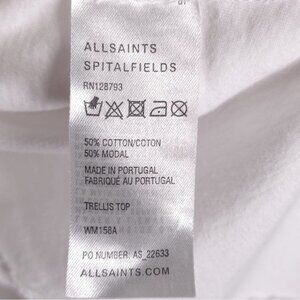 ALLSAINTS
SPITALFIELDS
RN128793
50% COTTON/COTON
50% MODAL
MADE IN PORTUGAL
FABRIQUÉ AU PORTUGAL
TRELLIS TOP
WM158A
PO NUMBER: AS_22633
ALLSAINTS.COM